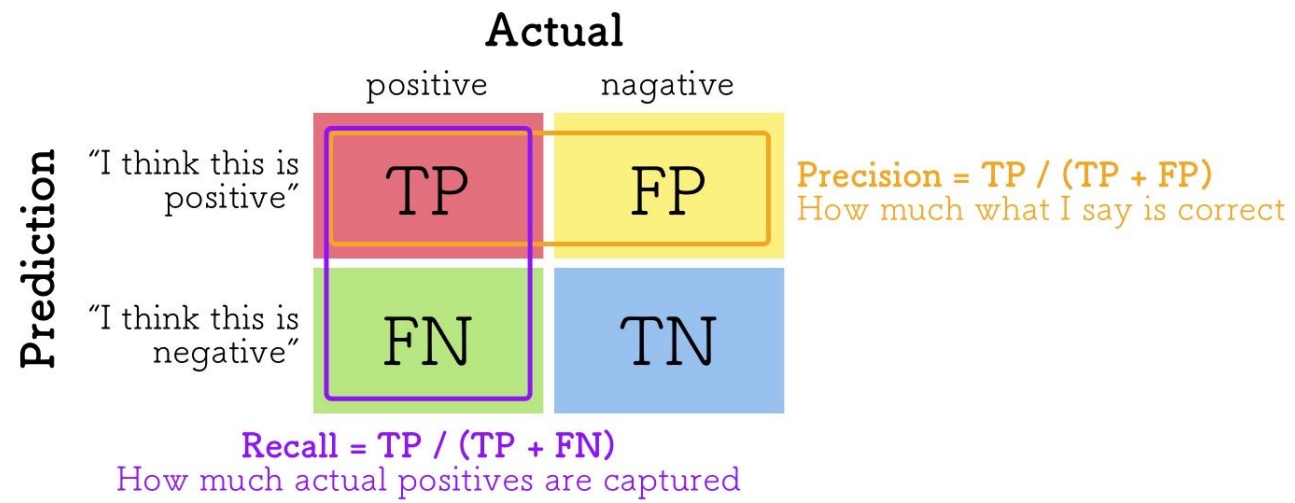 Actual
positive nagative
Prediction
“I think this is
positive”
TP
FP
Precision = TP / (TP + FP)
How much what I say is correct
“I think this is
negative”
FN
TN
Recall = TP / (TP + FN)
How much actual positives are captured